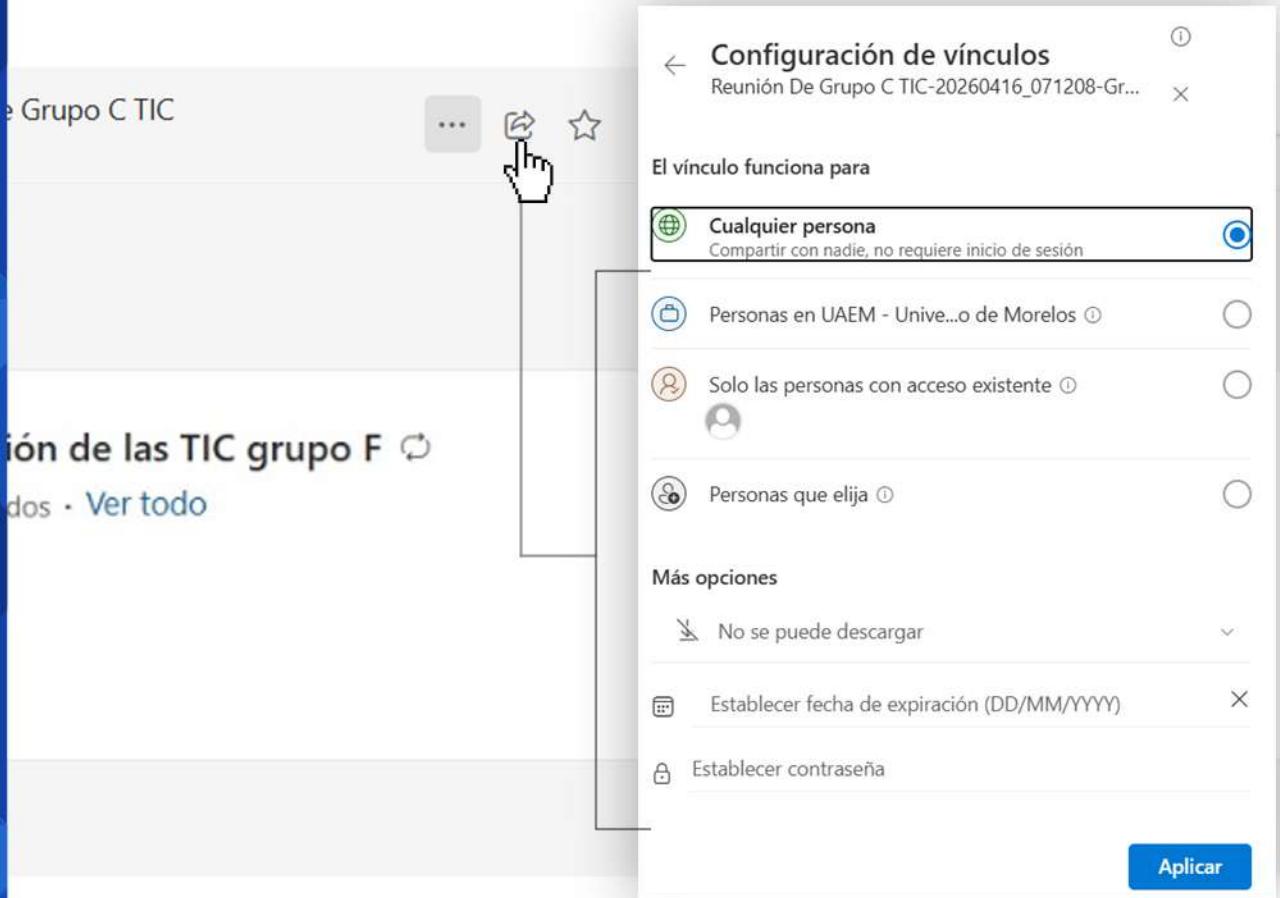 Grupo C TIC
ión de las TIC grupo F
dos · Ver todo
Configuración de vínculos
Reunión De Grupo C TIC-20260416_071208-Gr...
El vínculo funciona para
Cualquier persona
Compartir con nadie, no requiere inicio de sesión
Personas en UAEM - Unive...o de Morelos
Solo las personas con acceso existente
Personas que elija
Más opciones
No se puede descargar
Establecer fecha de expiración (DD/MM/YYYY)
Establecer contraseña
Aplicar